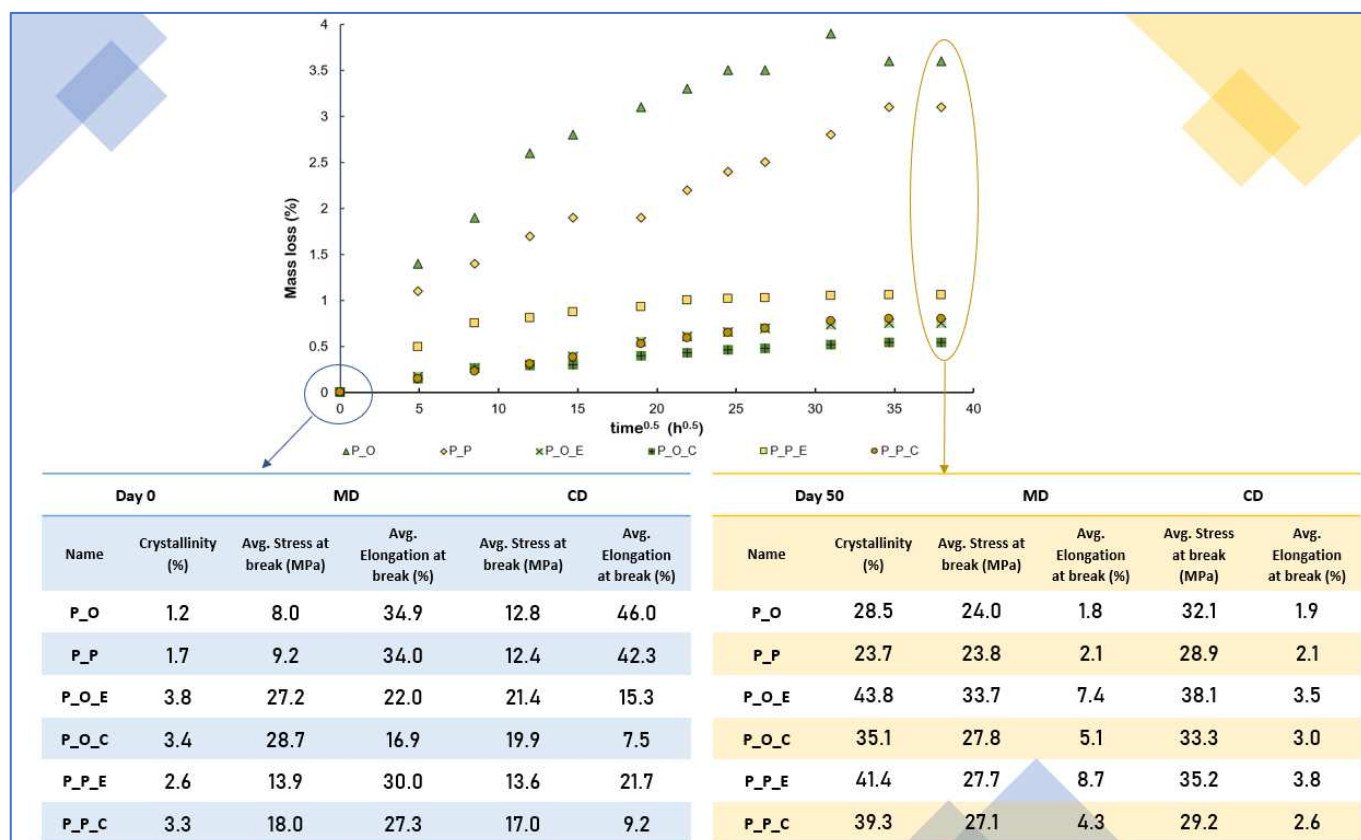 4
3.5
3
2.5
2
1.5
1
0.5
0
Mass loss (%)
0 5 10 15 20 25 30 35 40
time^0.5 (h^0.5)
P_O P_P P_O_E P_O_C P_P_E P_P_C
Day 0 MD CD
Name Crystallinity (%) Avg. Stress at break (MPa) Avg. Elongation at break (%) Avg. Stress at break (MPa) Avg. Elongation at break (%)
P_O 1.2 8.0 34.9 12.8 46.0
P_P 1.7 9.2 34.0 12.4 42.3
P_O_E 3.8 27.2 22.0 21.4 15.3
P_O_C 3.4 28.7 16.9 19.9 7.5
P_P_E 2.6 13.9 30.0 13.6 21.7
P_P_C 3.3 18.0 27.3 17.0 9.2
Day 50 MD CD
Name Crystallinity (%) Avg. Stress at break (MPa) Avg. Elongation at break (%) Avg. Stress at break (MPa) Avg. Elongation at break (%)
P_O 28.5 24.0 1.8 32.1 1.9
P_P 23.7 23.8 2.1 28.9 2.1
P_O_E 43.8 33.7 7.4 38.1 3.5
P_O_C 35.1 27.8 5.1 33.3 3.0
P_P_E 41.4 27.7 8.7 35.2 3.8
P_P_C 39.3 27.1 4.3 29.2 2.6